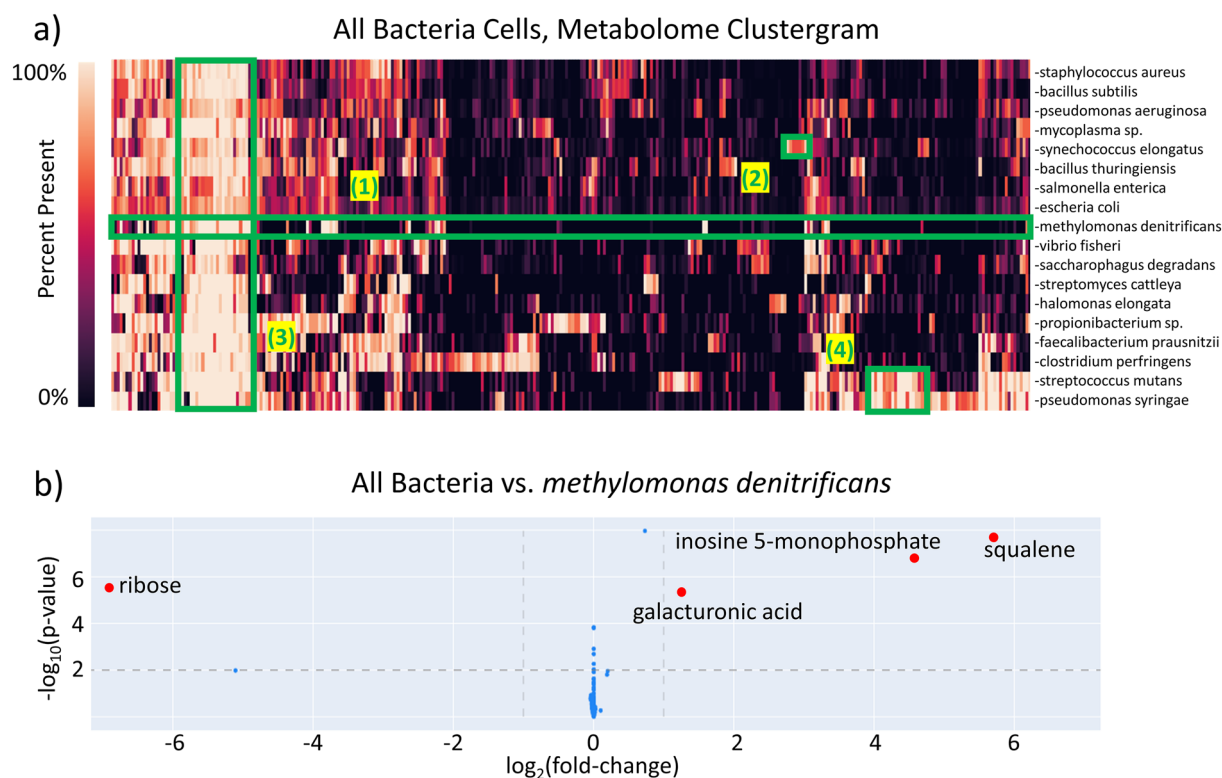 a)
All Bacteria Cells, Metabolome Clustergram
100%
Percent Present
0%
(1)
(2)
(3)
(4)
-staphylococcus aureus
-bacillus subtilis
-pseudomonas aeruginosa
-mycoplasma sp.
-synechococcus elongatus
-bacillus thuringiensis
-salmonella enterica
-escheria coli
-methylomonas denitrificans
-vibrio fisheri
-saccharophagus degradans
-streptomyces cattleya
-halomonas elongata
-propionibacterium sp.
-faecalibacterium prausnitzii
-clostridium perfringens
-streptococcus mutans
-pseudomonas syringae
b)
All Bacteria vs. methylomonas denitrificans
-log10(p-value)
6
4
2
ribose
inosine 5-monophosphate
squalene
galacturonic acid
-6 -4 -2 0 2 4 6
log2(fold-change)